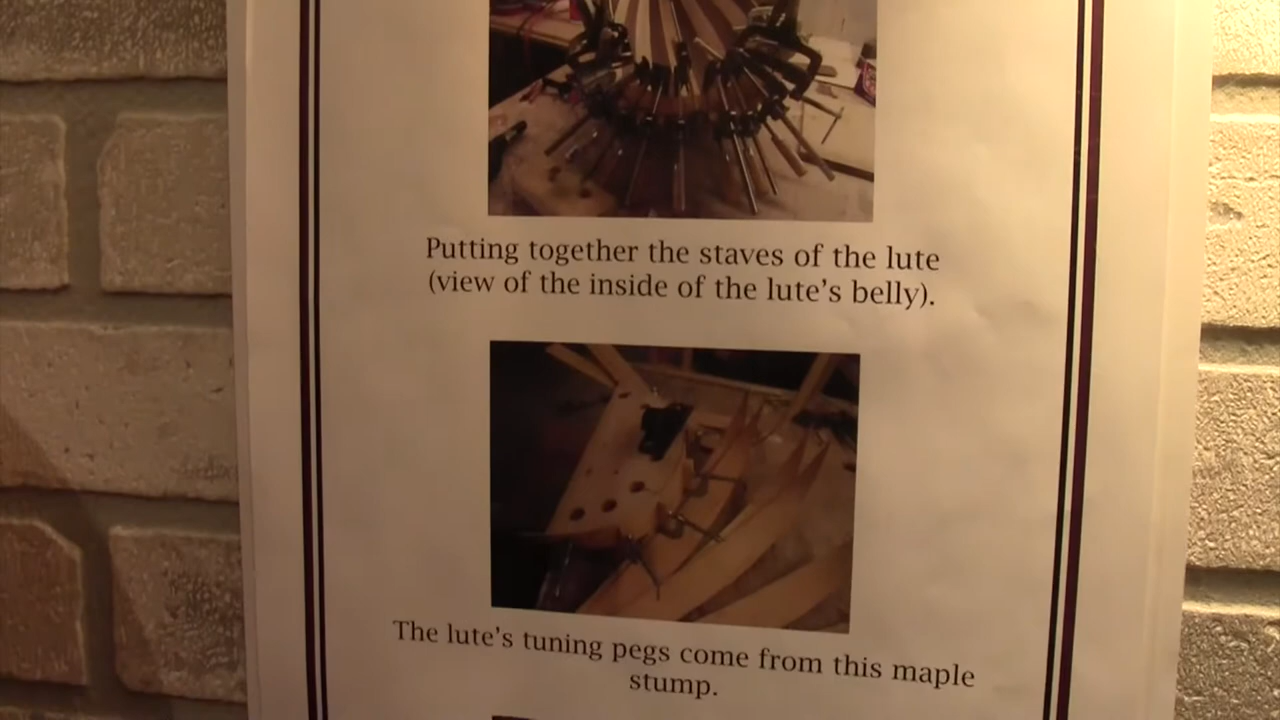 Putting together the staves of the lute
(view of the inside of the lute's belly).
The lute's tuning pegs come from this maple
stump.